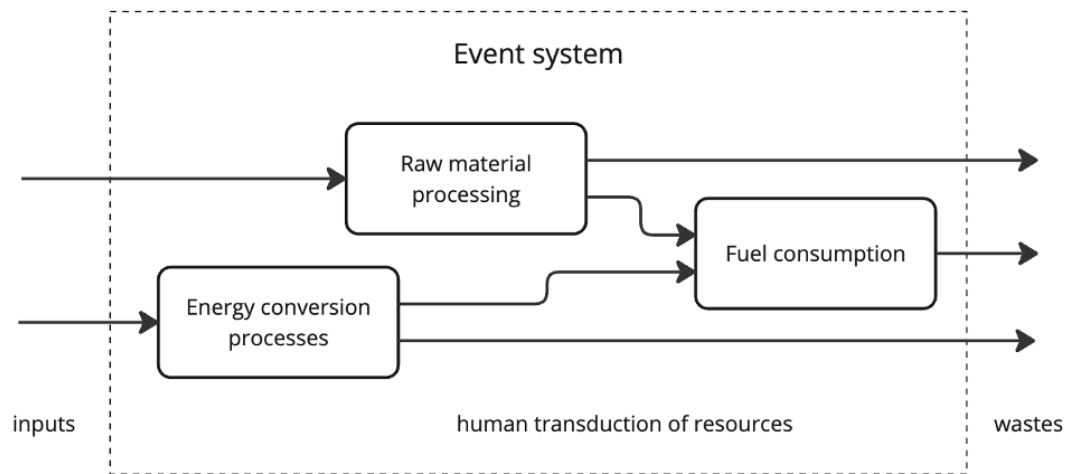 Event system
Raw material
processing
Fuel consumption
Energy conversion
processes
inputs
human transduction of resources
wastes